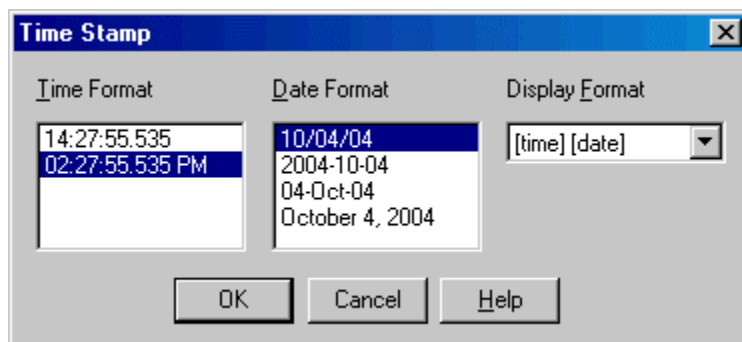 Time Stamp
Time Format Date Format Display Format
14:27:55.535
02:27:55.535 PM
10/04/04
2004-10-04
04-Oct-04
October 4, 2004
[time] [date]
OK Cancel Help